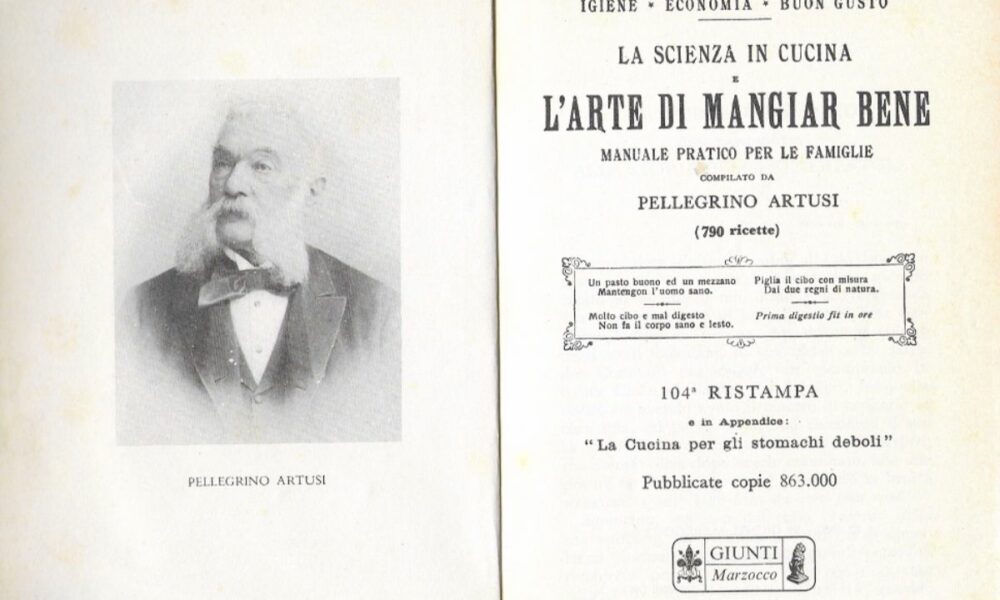 PELLEGRINO ARTUSI
IGIENE * ECONOMIA * BUON GUSTO
LA SCIENZA IN CUCINA
E
L'ARTE DI MANGIAR BENE
MANUALE PRATICO PER LE FAMIGLIE
COMPILATO DA
PELLEGRINO ARTUSI
(790 ricette)
Un pasto buono ed un mezzano
Mantengon l'uomo sano.
Molto cibo e mal digesto
Non fa il corpo sano e lesto.
Piglia il cibo con misura
Dai due regni di natura.
Prima digestio fit in ore
104ª RISTAMPA
e in Appendice:
"La Cucina per gli stomachi deboli"
Pubblicate copie 863.000
GIUNTI
Marzocco